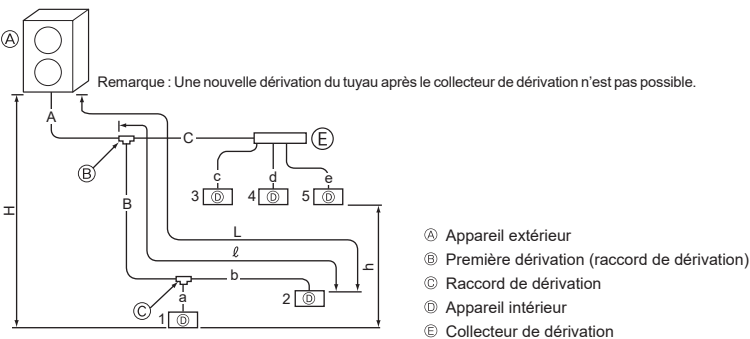 Ⓐ
Remarque : Une nouvelle dérivation du tuyau après le collecteur de dérivation n'est pas possible.
A
C
Ⓔ
Ⓑ
c
d
e
3 Ⓓ
4 Ⓓ
5 Ⓓ
B
H
L
ℓ
h
b
Ⓒ
a
2 Ⓓ
1 Ⓓ
Ⓐ Appareil extérieur
Ⓑ Première dérivation (raccord de dérivation)
Ⓒ Raccord de dérivation
Ⓓ Appareil intérieur
Ⓔ Collecteur de dérivation